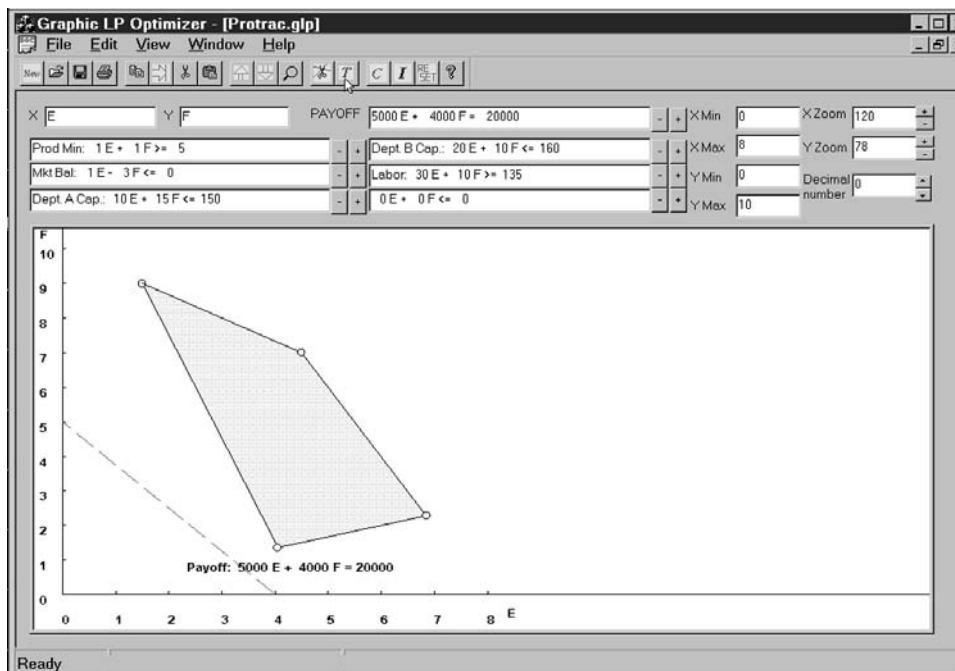 Graphic LP Optimizer - [Protrac.glp]
File Edit View Window Help
New T C I RE SET ?
X E Y F PAYOFF 5000 E + 4000 F = 20000 - + X Min 0 X Zoom 120 + -
Prod Min: 1 E + 1 F >= 5 - + Dept. B Cap.: 20 E + 10 F <= 160 - + X Max 8 Y Zoom 78 + -
Mkt Bal: 1 E - 3 F <= 0 - + Labor: 30 E + 10 F >= 135 - + Y Min 0 Decimal number 0
Dept. A Cap.: 10 E + 15 F <= 150 - + 0 E + 0 F <= 0 - + Y Max 10
F
10
9
8
7
6
5
4
3
2
1
0
Payoff: 5000 E + 4000 F = 20000
0 1 2 3 4 5 6 7 8 E
Ready